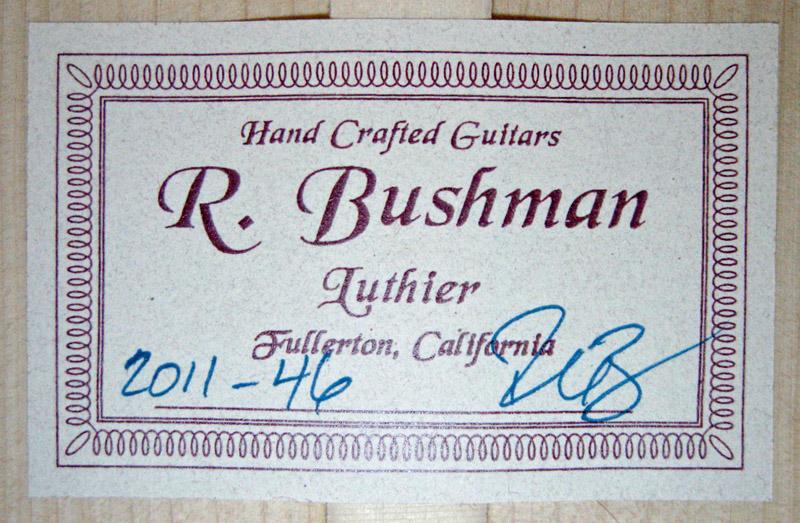 Hand Crafted Guitars
R. Bushman
Luthier
Fullerton, California
2011-46